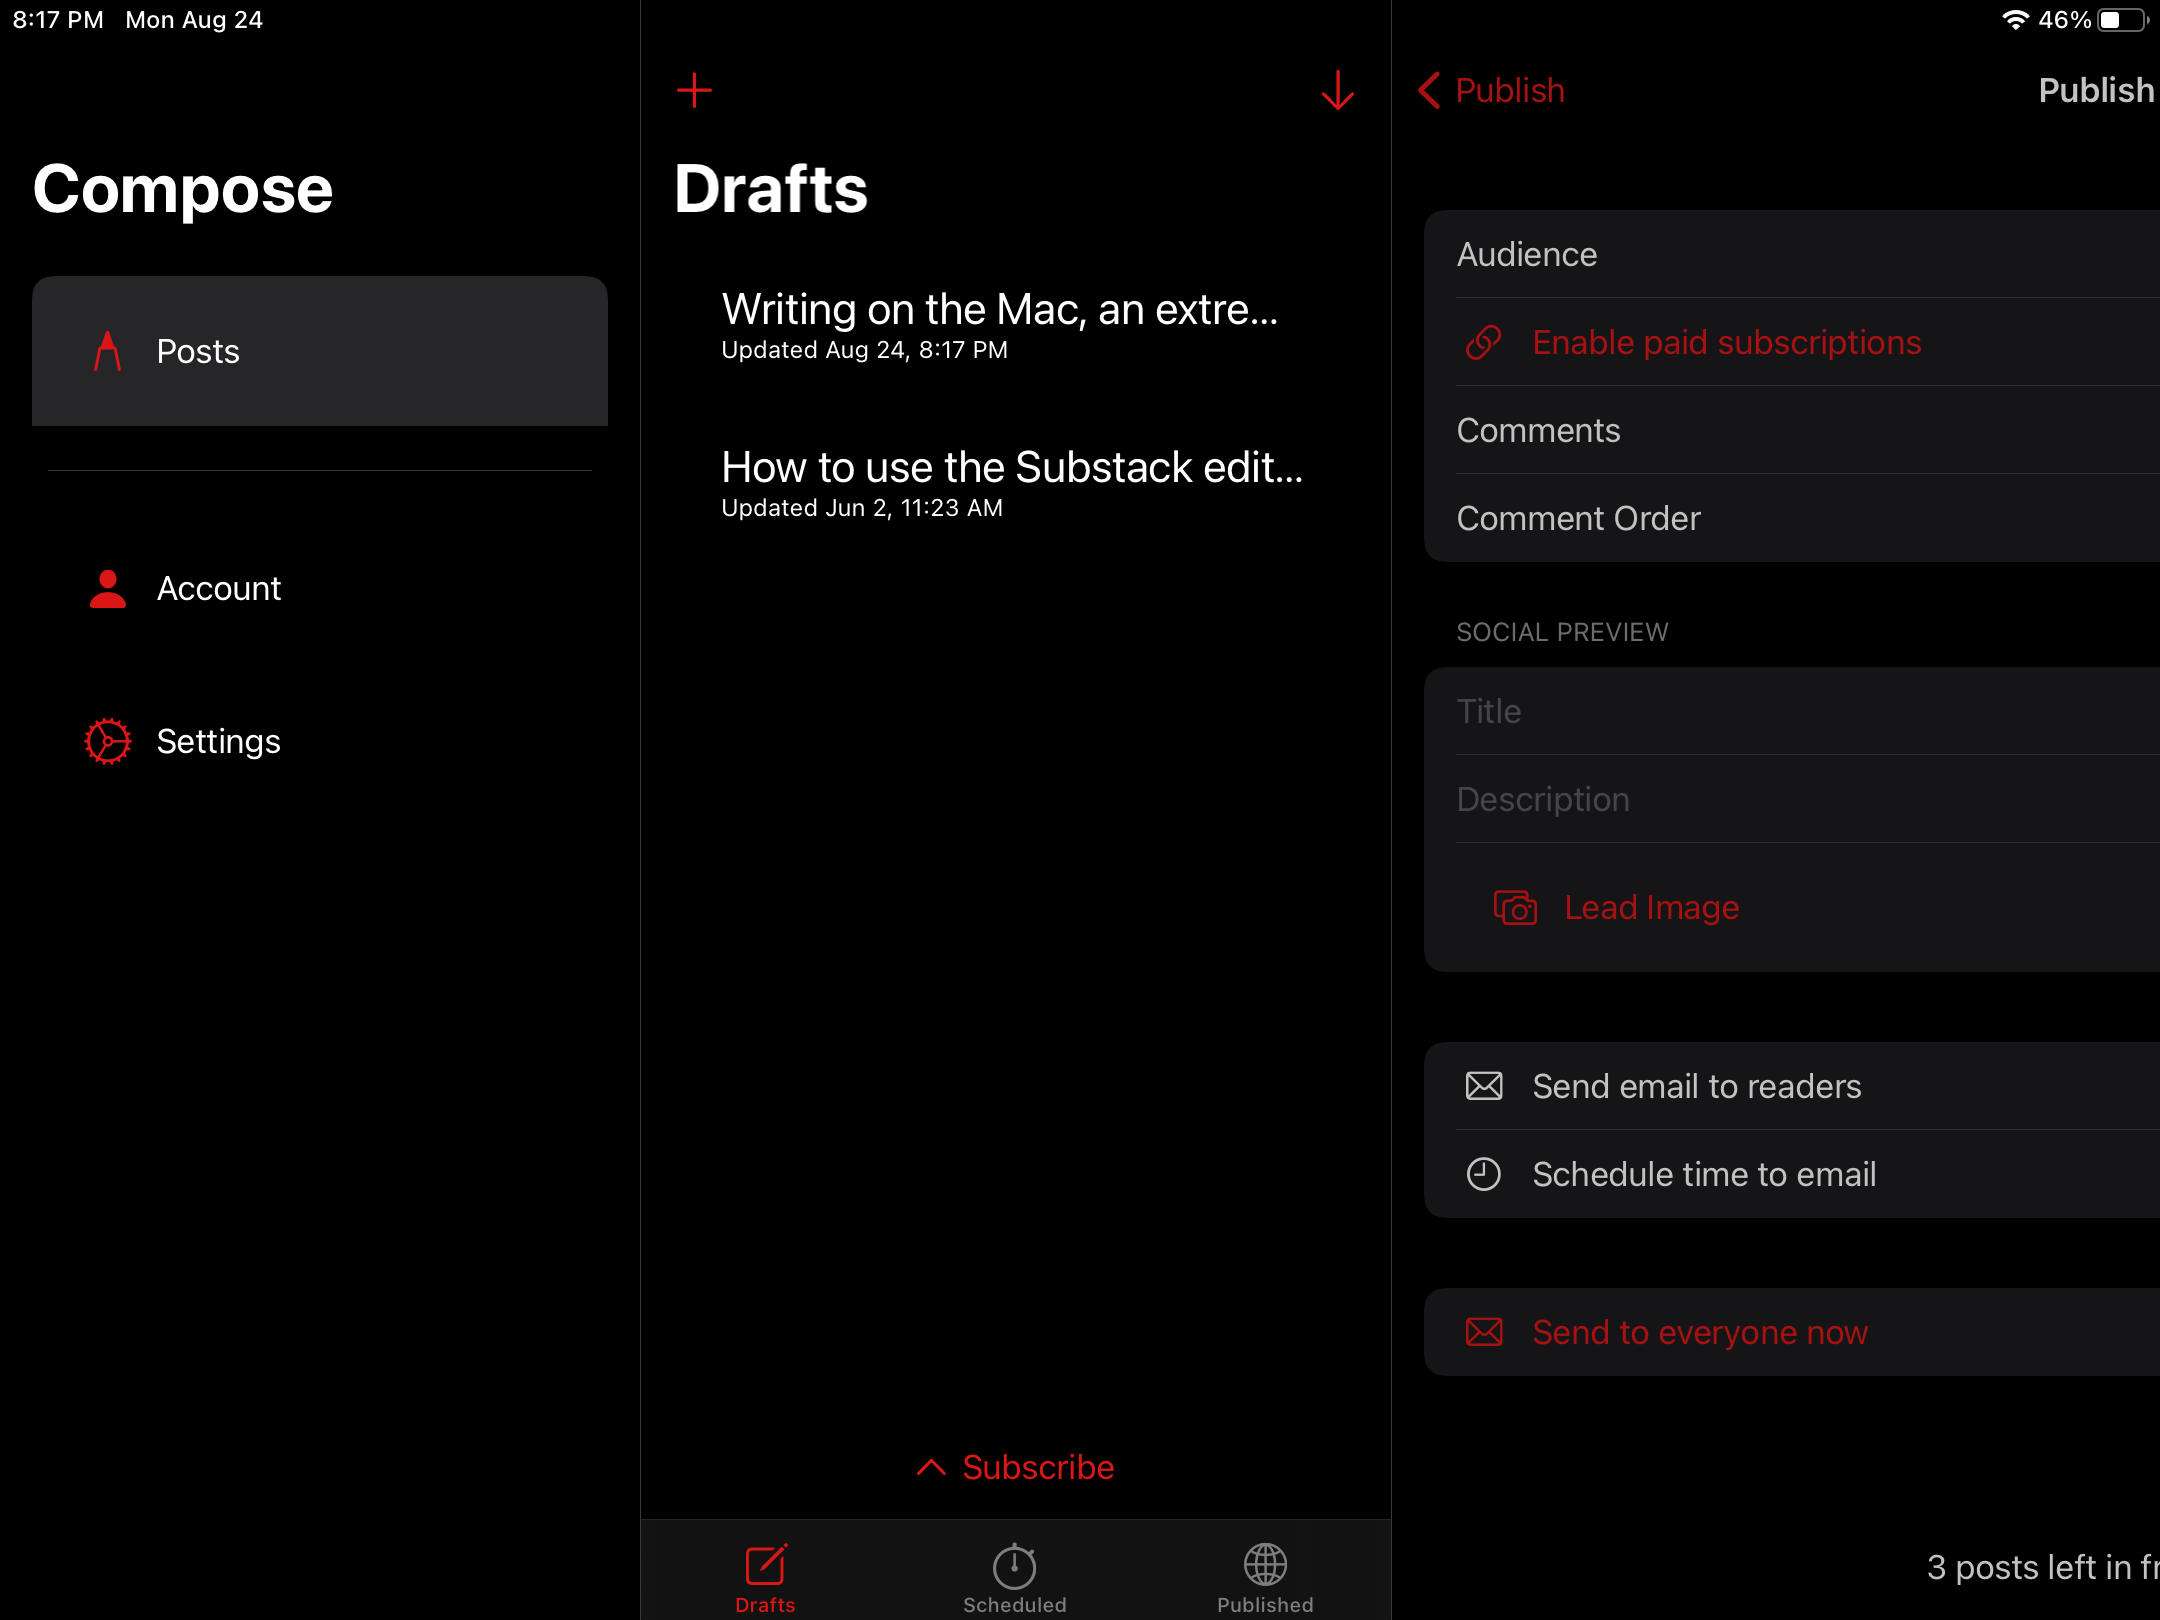 8:17 PM Mon Aug 24
46%
Compose
Posts
Account
Settings
Drafts
Writing on the Mac, an extre...
Updated Aug 24, 8:17 PM
How to use the Substack edit...
Updated Jun 2, 11:23 AM
Subscribe
Drafts
Scheduled
Published
Publish
Publish
Audience
Enable paid subscriptions
Comments
Comment Order
SOCIAL PREVIEW
Title
Description
Lead Image
Send email to readers
Schedule time to email
Send to everyone now
3 posts left in fr